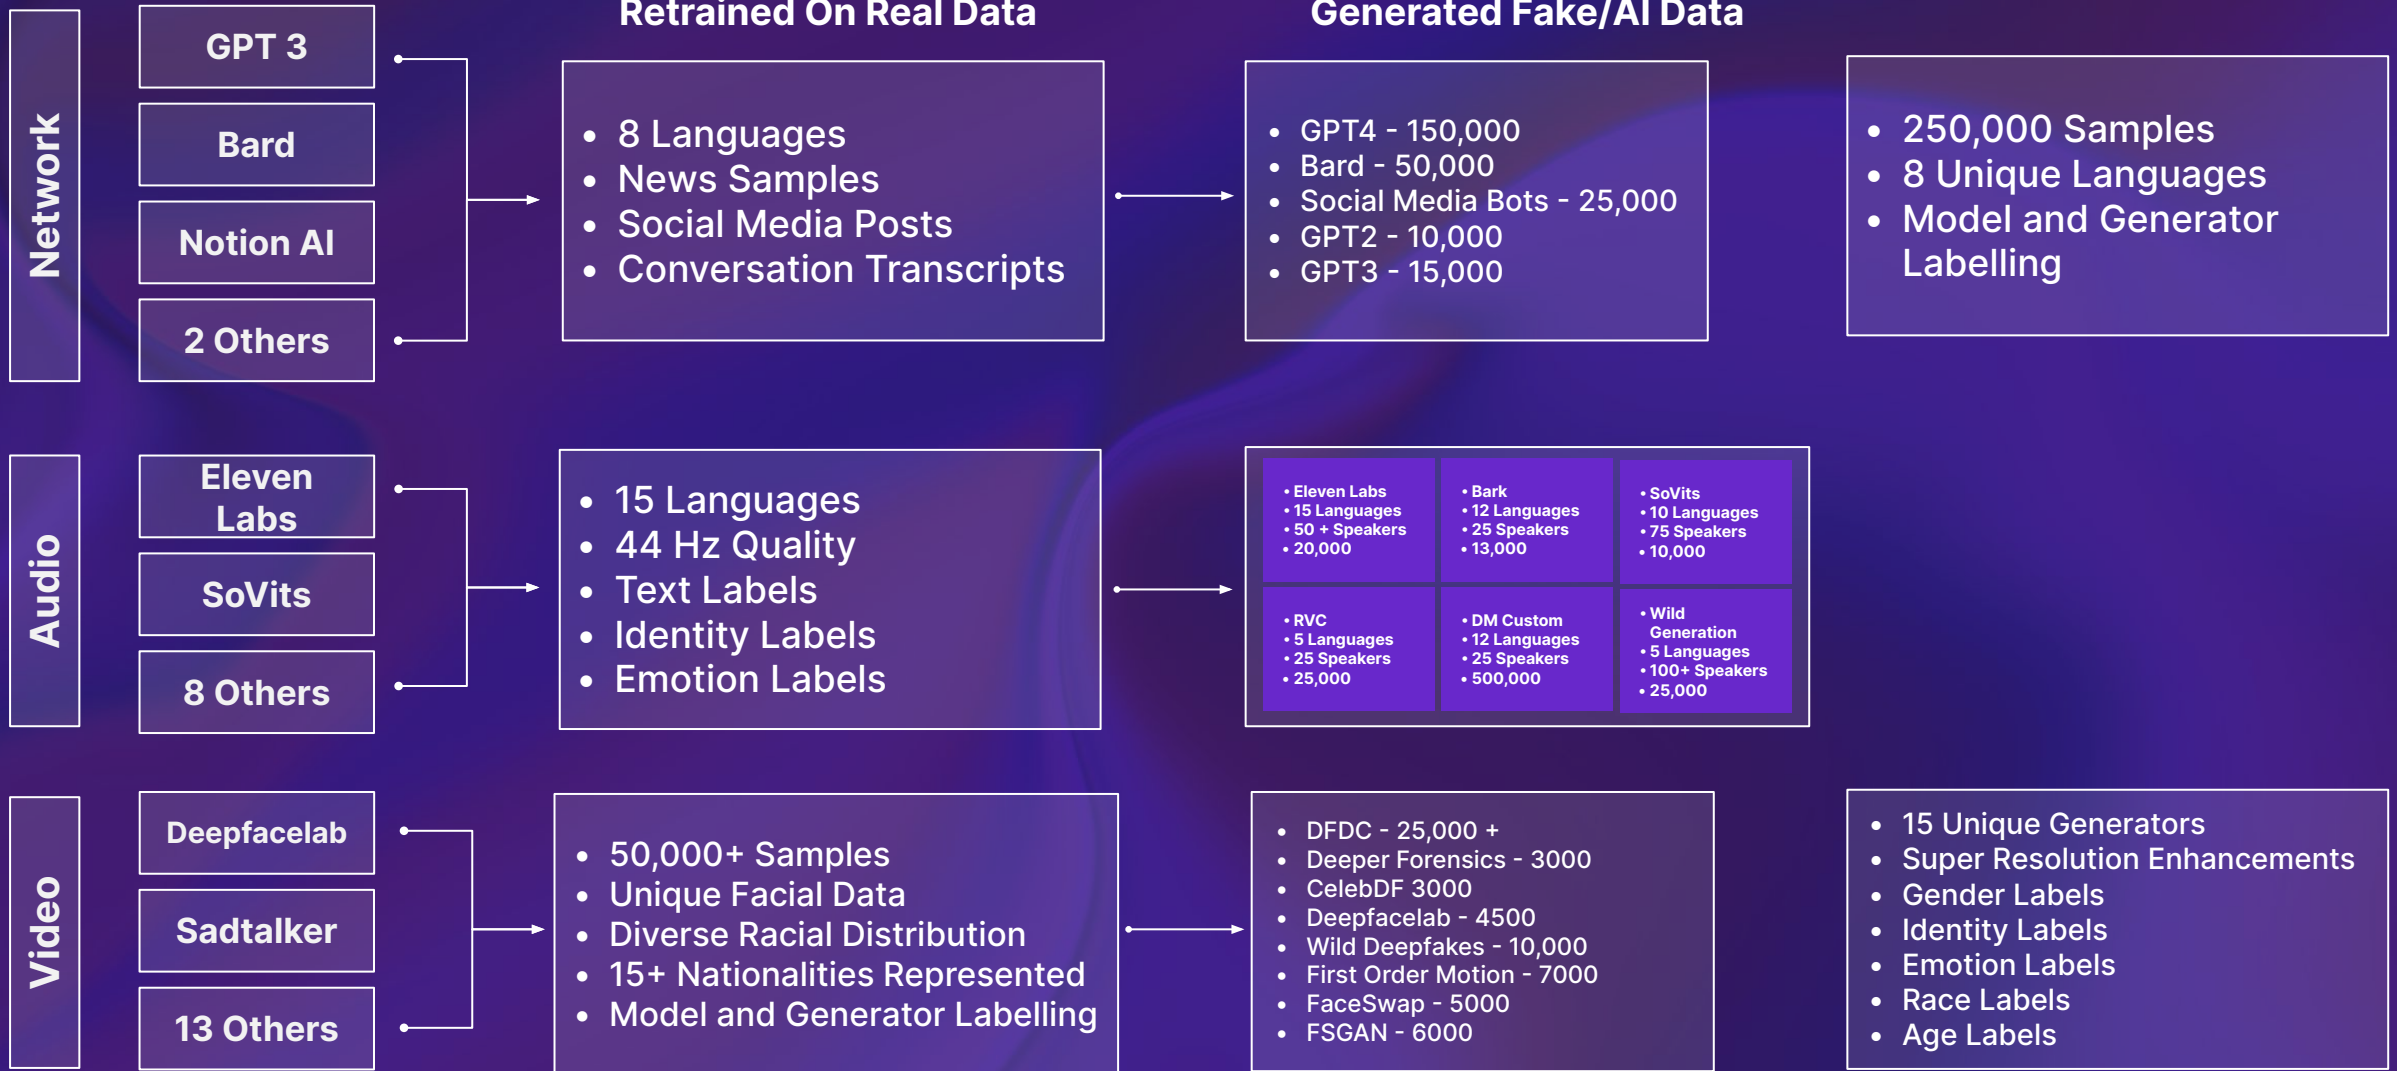 Retrained On Real Data
Generated Fake/AI Data
Network
GPT 3
Bard
Notion AI
2 Others
• 8 Languages
• News Samples
• Social Media Posts
• Conversation Transcripts
• GPT4 - 150,000
• Bard - 50,000
• Social Media Bots - 25,000
• GPT2 - 10,000
• GPT3 - 15,000
• 250,000 Samples
• 8 Unique Languages
• Model and Generator
Labelling
Audio
Eleven
Labs
SoVits
8 Others
• 15 Languages
• 44 Hz Quality
• Text Labels
• Identity Labels
• Emotion Labels
• Eleven Labs
• 15 Languages
• 50 + Speakers
• 20,000
• Bark
• 12 Languages
• 25 Speakers
• 13,000
• SoVits
• 10 Languages
• 75 Speakers
• 10,000
• RVC
• 5 Languages
• 25 Speakers
• 25,000
• DM Custom
• 12 Languages
• 25 Speakers
• 500,000
• Wild
Generation
• 5 Languages
• 100+ Speakers
• 25,000
Video
Deepfacelab
Sadtalker
13 Others
• 50,000+ Samples
• Unique Facial Data
• Diverse Racial Distribution
• 15+ Nationalities Represented
• Model and Generator Labelling
• DFDC - 25,000 +
• Deeper Forensics - 3000
• CelebDF 3000
• Deepfacelab - 4500
• Wild Deepfakes - 10,000
• First Order Motion - 7000
• FaceSwap - 5000
• FSGAN - 6000
• 15 Unique Generators
• Super Resolution Enhancements
• Gender Labels
• Identity Labels
• Emotion Labels
• Race Labels
• Age Labels